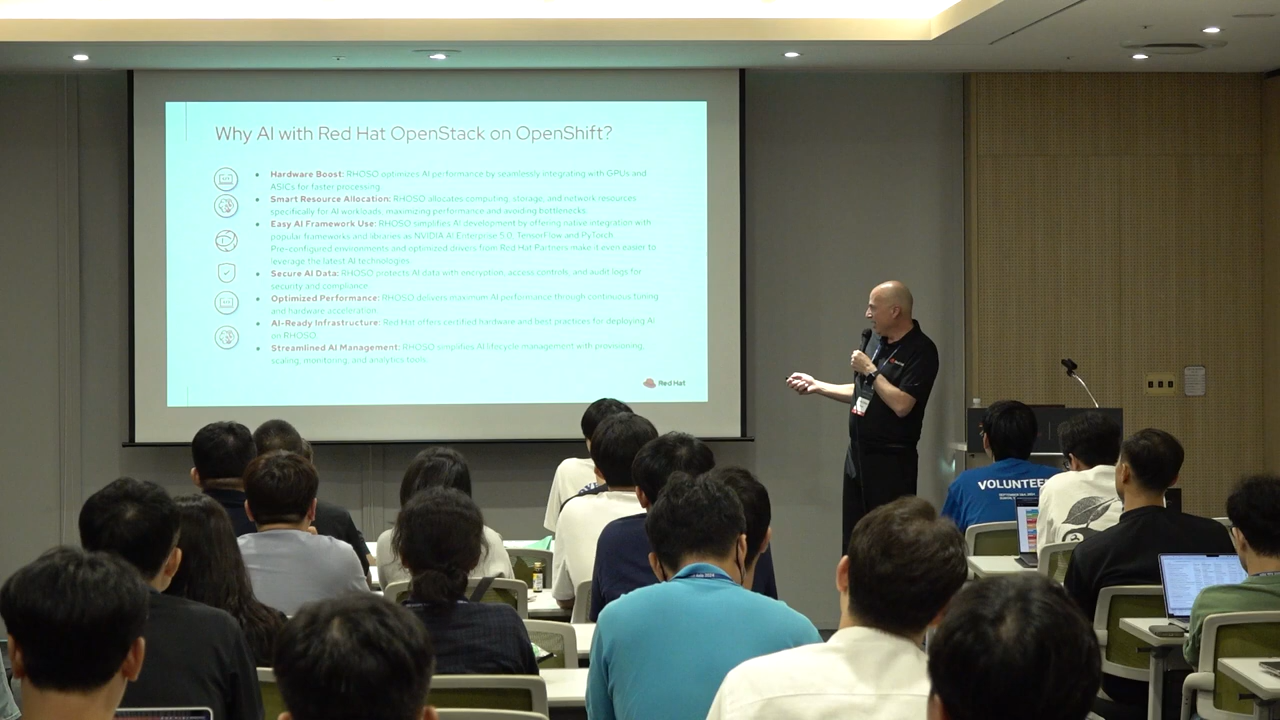 Why AI with Red Hat OpenStack on OpenShift?
Hardware Boost: RHOSO optimizes AI performance by seamlessly integrating with GPUs and
ASICs for faster processing.
Smart Resource Allocation: RHOSO allocates computing, storage, and network resources
specifically for AI workloads, maximizing performance and avoiding bottlenecks.
Easy AI Framework Use: RHOSO simplifies AI development by offering native integration with
popular frameworks and libraries as NVIDIA AI Enterprise 5.0, TensorFlow and PyTorch.
Pre-configured environments and optimized drivers from Red Hat Partners make it even easier to
leverage the latest AI technologies.
Secure AI Data: RHOSO protects AI data with encryption, access controls, and audit logs for
security and compliance.
Optimized Performance: RHOSO delivers maximum AI performance through continuous tuning
and hardware acceleration.
AI-Ready Infrastructure: Red Hat offers certified hardware and best practices for deploying AI
on RHOSO.
Streamlined AI Management: RHOSO simplifies AI lifecycle management with provisioning,
scaling, monitoring, and analytics tools.
Red Hat
VOLUNTEE
Asia 2024